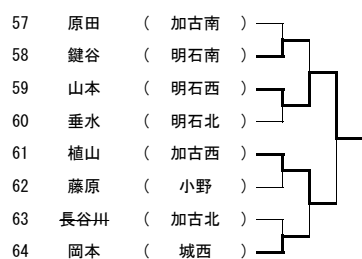 57 原田 ( 加古南 )
58 鍵谷 ( 明石南 )
59 山本 ( 明石西 )
60 垂水 ( 明石北 )
61 植山 ( 加古西 )
62 藤原 ( 小野 )
63 長谷川 ( 加古北 )
64 岡本 ( 城西 )